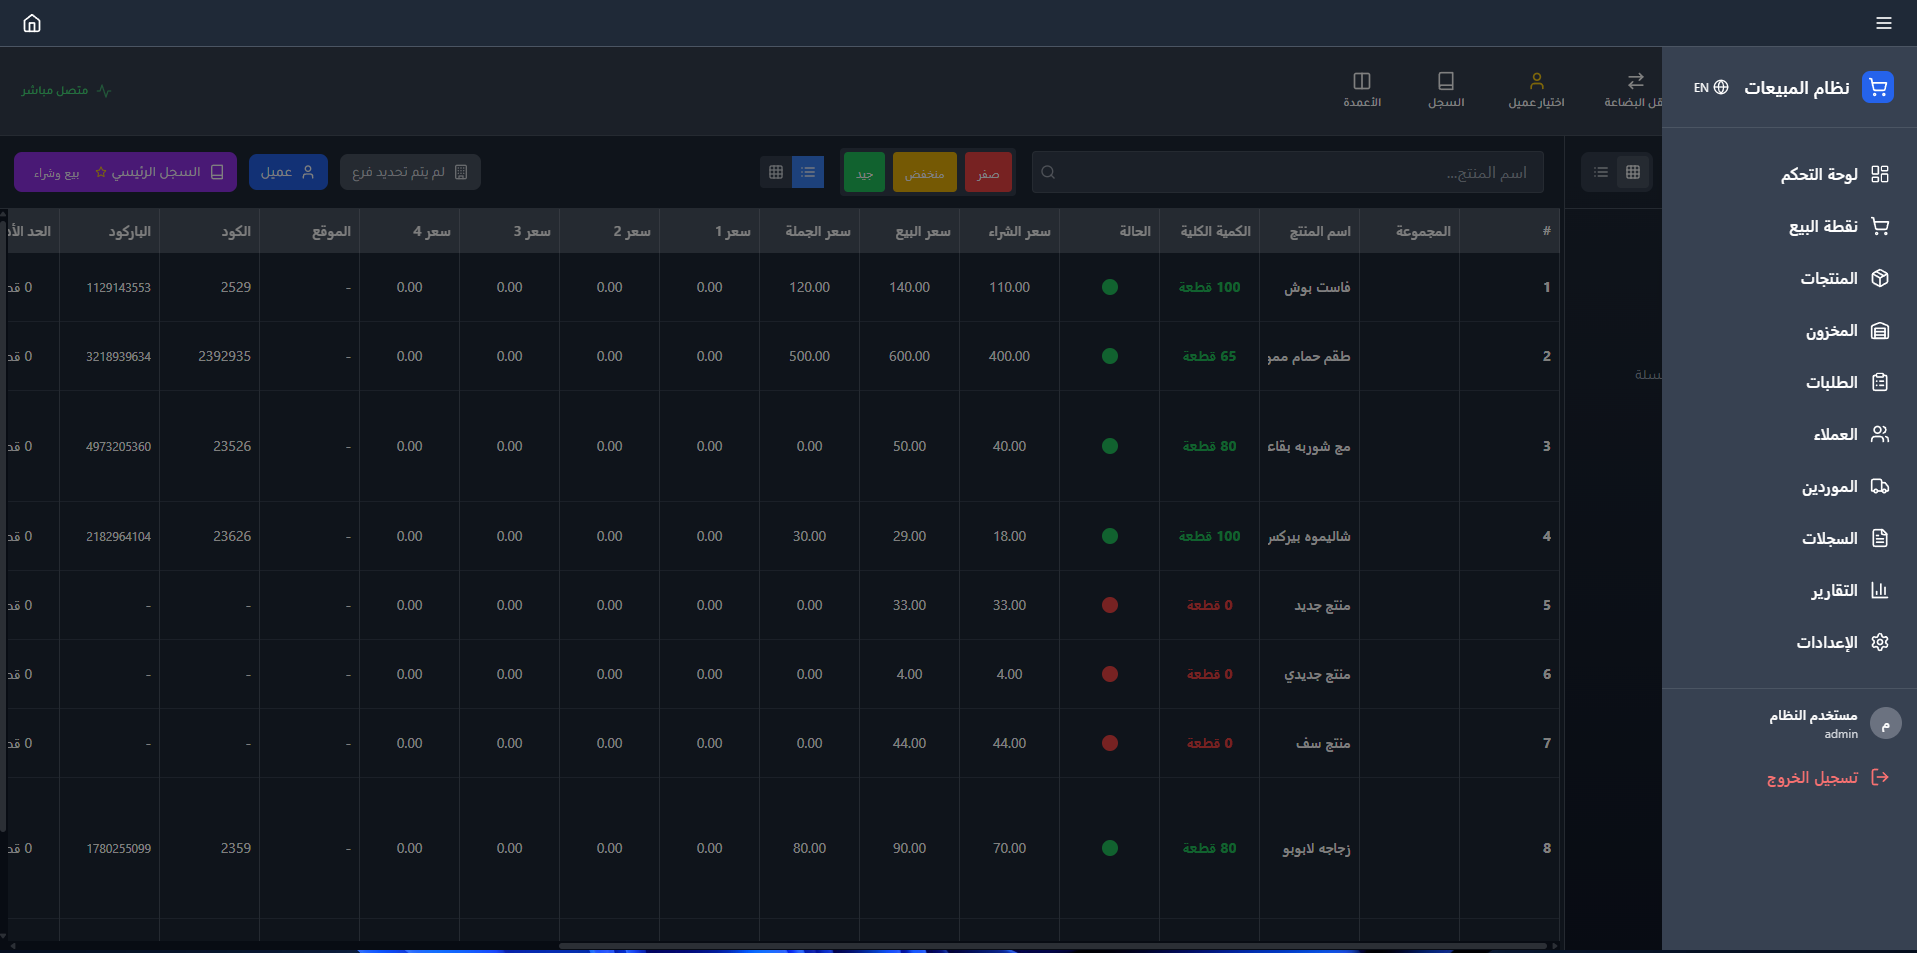 نظام المبيعات
EN
لوحة التحكم
نقطة البيع
المنتجات
المخزون
الطلبات
العملاء
الموردين
السجلات
التقارير
الإعدادات
م
مستخدم النظام
admin
تسجيل الخروج
اختيار عميل
السجل
الأعمدة
متصل مباشر
اسم المنتج...
صفر
منخفض
جيد
لم يتم تحديد فرع
عميل
السجل الرئيسي بيع وشراء
# المجموعة اسم المنتج الكمية الكلية الحالة سعر الشراء سعر البيع سعر الجملة سعر 1 سعر 2 سعر 3 سعر 4 الموقع الكود الباركود الحد
1 فاست بوش 100 قطعة 110.00 140.00 120.00 0.00 0.00 0.00 0.00 - 2529 1129143553 0
2 طقم حمام 65 قطعة 400.00 600.00 500.00 0.00 0.00 0.00 0.00 - 2392935 3218939634 0
3 مج شوربه بقاء 80 قطعة 40.00 50.00 0.00 0.00 0.00 0.00 0.00 - 23526 4973205360 0
4 شاليموه بيركس 100 قطعة 18.00 29.00 30.00 0.00 0.00 0.00 0.00 - 23626 2182964104 0
5 منتج جديد 0 قطعة 33.00 33.00 0.00 0.00 0.00 0.00 0.00 - - - 0
6 منتج جديدي 0 قطعة 4.00 4.00 0.00 0.00 0.00 0.00 0.00 - - - 0
7 منتج سف 0 قطعة 44.00 44.00 0.00 0.00 0.00 0.00 0.00 - - - 0
8 زجاجه لابوبو 80 قطعة 70.00 90.00 80.00 0.00 0.00 0.00 0.00 - 2359 1780255099 0